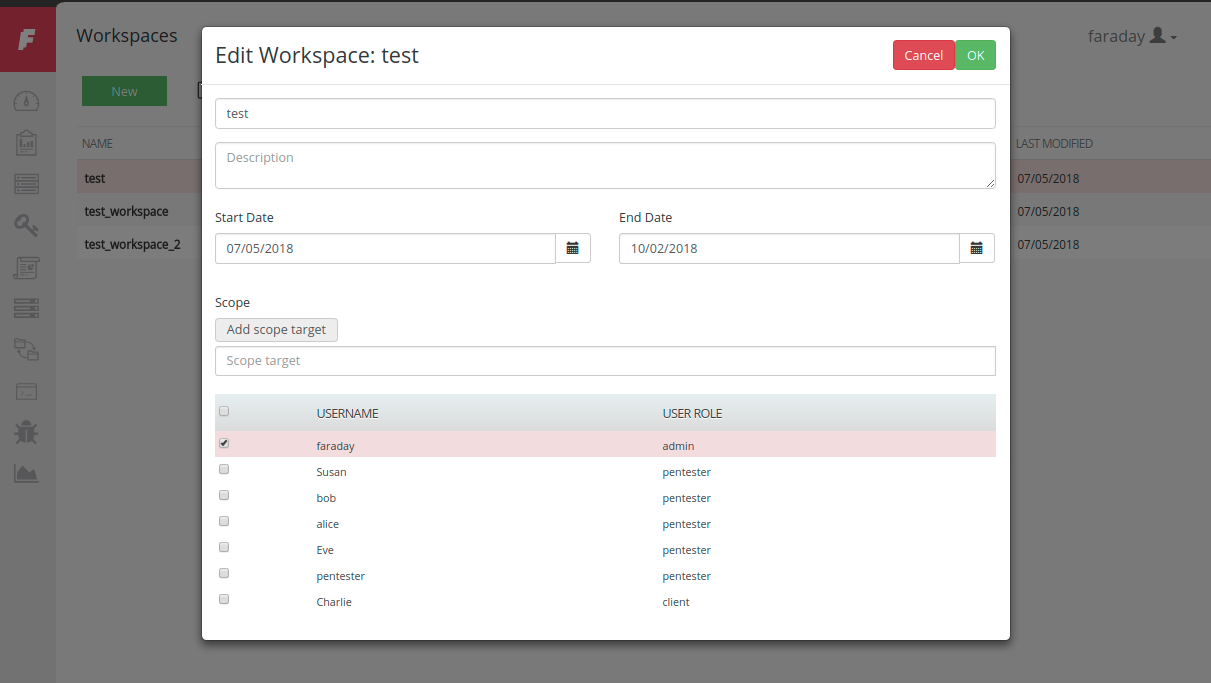 Workspaces
faraday
New
NAME
LAST MODIFIED
test
07/05/2018
test_workspace
07/05/2018
test_workspace_2
07/05/2018
Edit Workspace: test
Cancel
OK
test
Description
Start Date
End Date
07/05/2018
10/02/2018
Scope
Add scope target
Scope target
USERNAME USER ROLE
faraday admin
Susan pentester
bob pentester
alice pentester
Eve pentester
pentester pentester
Charlie client